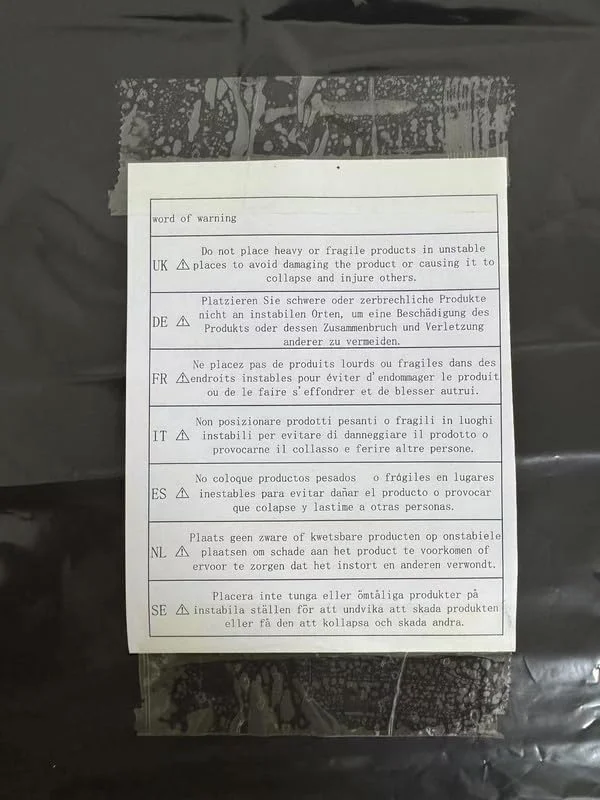 word of warning
UK ⚠ Do not place heavy or fragile products in unstable
places to avoid damaging the product or causing it to
collapse and injure others.
DE ⚠ Platzieren Sie schwere oder zerbrechliche Produkte
nicht an instabilen Orten, um eine Beschädigung des
Produkts oder dessen Zusammenbruch und Verletzung
anderer zu vermeiden.
FR ⚠ Ne placez pas de produits lourds ou fragiles dans des
endroits instables pour éviter d'endommager le produit
ou de le faire s'effondrer et de blesser autrui.
IT ⚠ Non posizionare prodotti pesanti o fragili in luoghi
instabili per evitare di danneggiare il prodotto o
provocarne il collasso e ferire altre persone.
ES ⚠ No coloque productos pesados o frágiles en lugares
inestables para evitar dañar el producto o provocar
que colapse y lastime a otras personas.
NL ⚠ Plaats geen zware of kwetsbare producten op onstabiele
plaatsen om schade aan het product te voorkomen of
ervoor te zorgen dat het instort en anderen verwondt.
SE ⚠ Placera inte tunga eller ömtåliga produkter på
instabila ställen för att undvika att skada produkten
eller få den att kollapsa och skada andra.